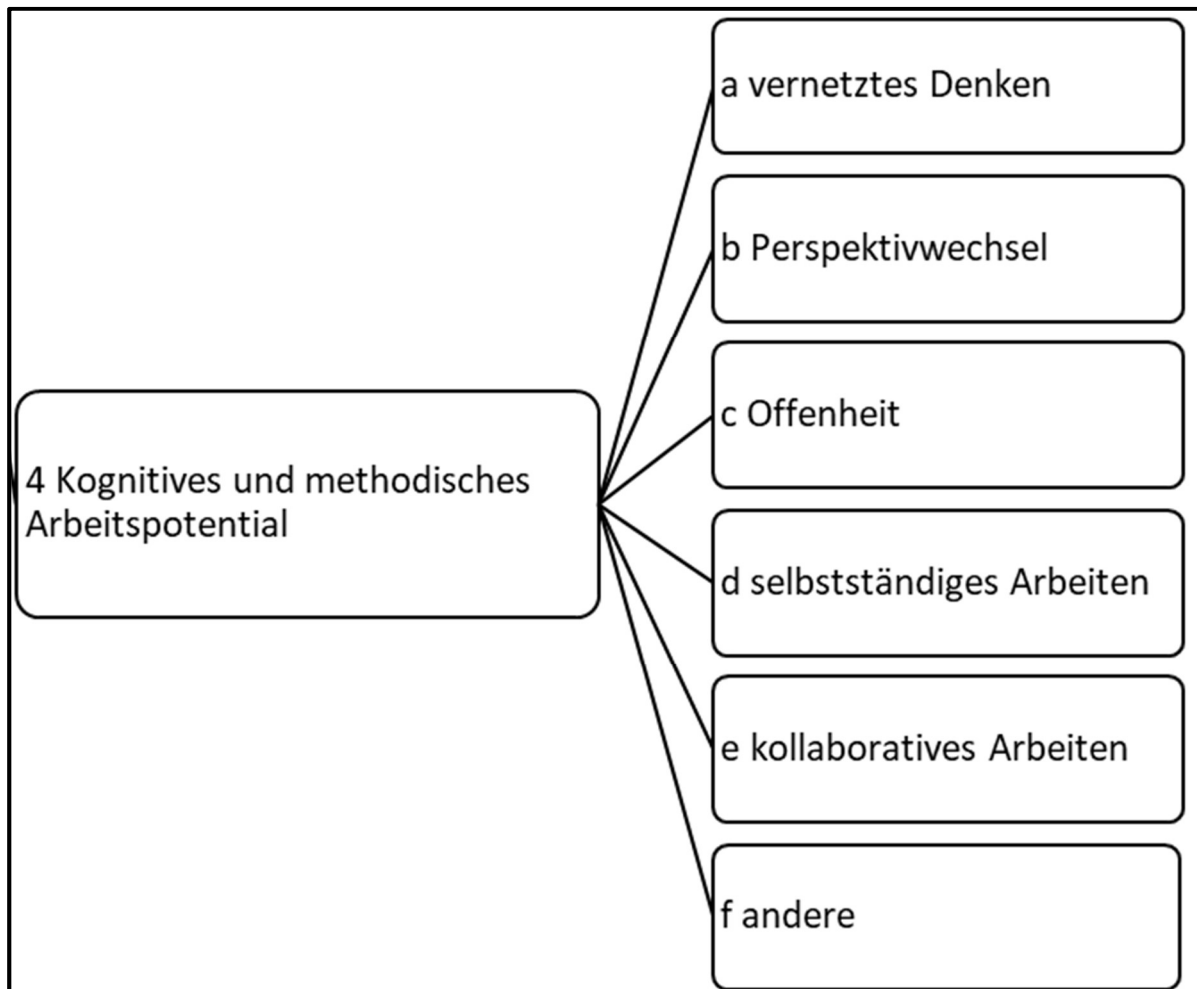 a vernetztes Denken
b Perspektivwechsel
c Offenheit
4 Kognitives und methodisches
Arbeitspotential
d selbstständiges Arbeiten
e kollaboratives Arbeiten
f andere